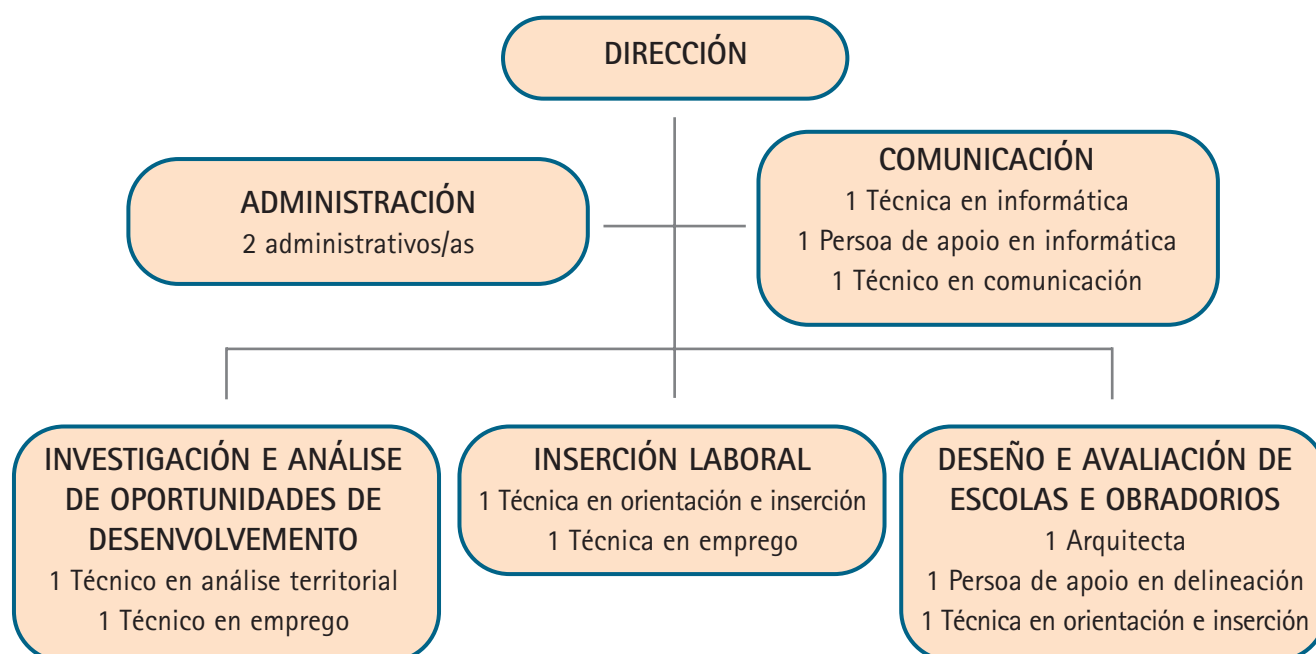 DIRECCIÓN
ADMINISTRACIÓN
2 administrativos/as
COMUNICACIÓN
1 Técnica en informática
1 Persoa de apoio en informática
1 Técnico en comunicación
INVESTIGACIÓN E ANÁLISE
DE OPORTUNIDADES DE
DESENVOLVEMENTO
1 Técnico en análise territorial
1 Técnico en emprego
INSERCIÓN LABORAL
1 Técnica en orientación e inserción
1 Técnica en emprego
DESEÑO E AVALIACIÓN DE
ESCOLAS E OBRADORIOS
1 Arquitecta
1 Persoa de apoio en delineación
1 Técnica en orientación e inserción